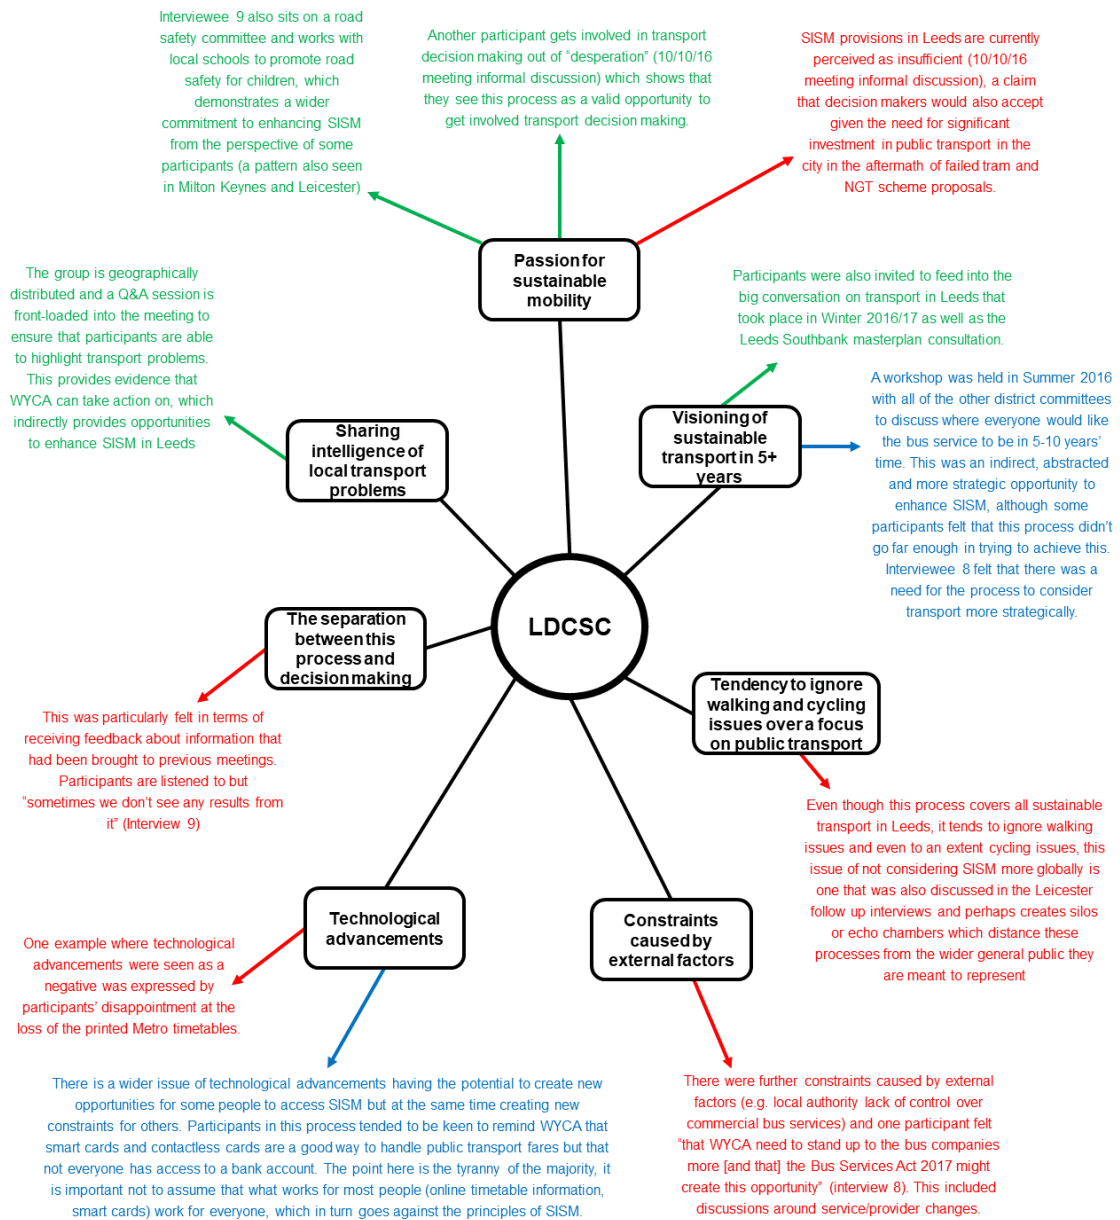 Interviewee 9 also sits on a road
safety committee and works with
local schools to promote road
safety for children, which
demonstrates a wider
commitment to enhancing SISM
from the perspective of some
participants (a pattern also seen
in Milton Keynes and Leicester)
Another participant gets involved in transport
decision making out of “desperation” (10/10/16
meeting informal discussion) which shows that
they see this process as a valid opportunity to
get involved transport decision making.
SISM provisions in Leeds are currently
perceived as insufficient (10/10/16
meeting informal discussion), a claim
that decision makers would also accept
given the need for significant
investment in public transport in the
city in the aftermath of failed tram and
NGT scheme proposals.
Passion for
sustainable
mobility
The group is geographically
distributed and a Q&A session is
front-loaded into the meeting to
ensure that participants are able
to highlight transport problems.
This provides evidence that
WYCA can take action on, which
indirectly provides opportunities
to enhance SISM in Leeds
Participants were also invited to feed into the
big conversation on transport in Leeds that
took place in Winter 2016/17 as well as the
Leeds Southbank masterplan consultation.
Sharing
intelligence of
local transport
problems
Visioning of
sustainable
transport in 5+
years
A workshop was held in Summer 2016
with all of the other district committees
to discuss where everyone would like
the bus service to be in 5-10 years’
time. This was an indirect, abstracted
and more strategic opportunity to
enhance SISM, although some
participants felt that this process didn’t
go far enough in trying to achieve this.
Interviewee 8 felt that there was a
need for the process to consider
transport more strategically.
LDCSC
The separation
between this
process and
decision making
This was particularly felt in terms of
receiving feedback about information that
had been brought to previous meetings.
Participants are listened to but
“sometimes we don’t see any results from
it” (Interview 9)
Tendency to ignore
walking and cycling
issues over a focus
on public transport
Even though this process covers all sustainable
transport in Leeds, it tends to ignore walking
issues and even to an extent cycling issues, this
issue of not considering SISM more globally is
one that was also discussed in the Leicester
follow up interviews and perhaps creates silos
or echo chambers which distance these
processes from the wider general public they
are meant to represent
Technological
advancements
Constraints
caused by
external factors
One example where technological
advancements were seen as a
negative was expressed by
participants’ disappointment at the
loss of the printed Metro timetables.
There is a wider issue of technological advancements having the potential to create new
opportunities for some people to access SISM but at the same time creating new
constraints for others. Participants in this process tended to be keen to remind WYCA that
smart cards and contactless cards are a good way to handle public transport fares but that
not everyone has access to a bank account. The point here is the tyranny of the majority, it
is important not to assume that what works for most people (online timetable information,
smart cards) work for everyone, which in turn goes against the principles of SISM.
There were further constraints caused by external
factors (e.g. local authority lack of control over
commercial bus services) and one participant felt
“that WYCA need to stand up to the bus companies
more [and that] the Bus Services Act 2017 might
create this opportunity” (interview 8). This included
discussions around service/provider changes.